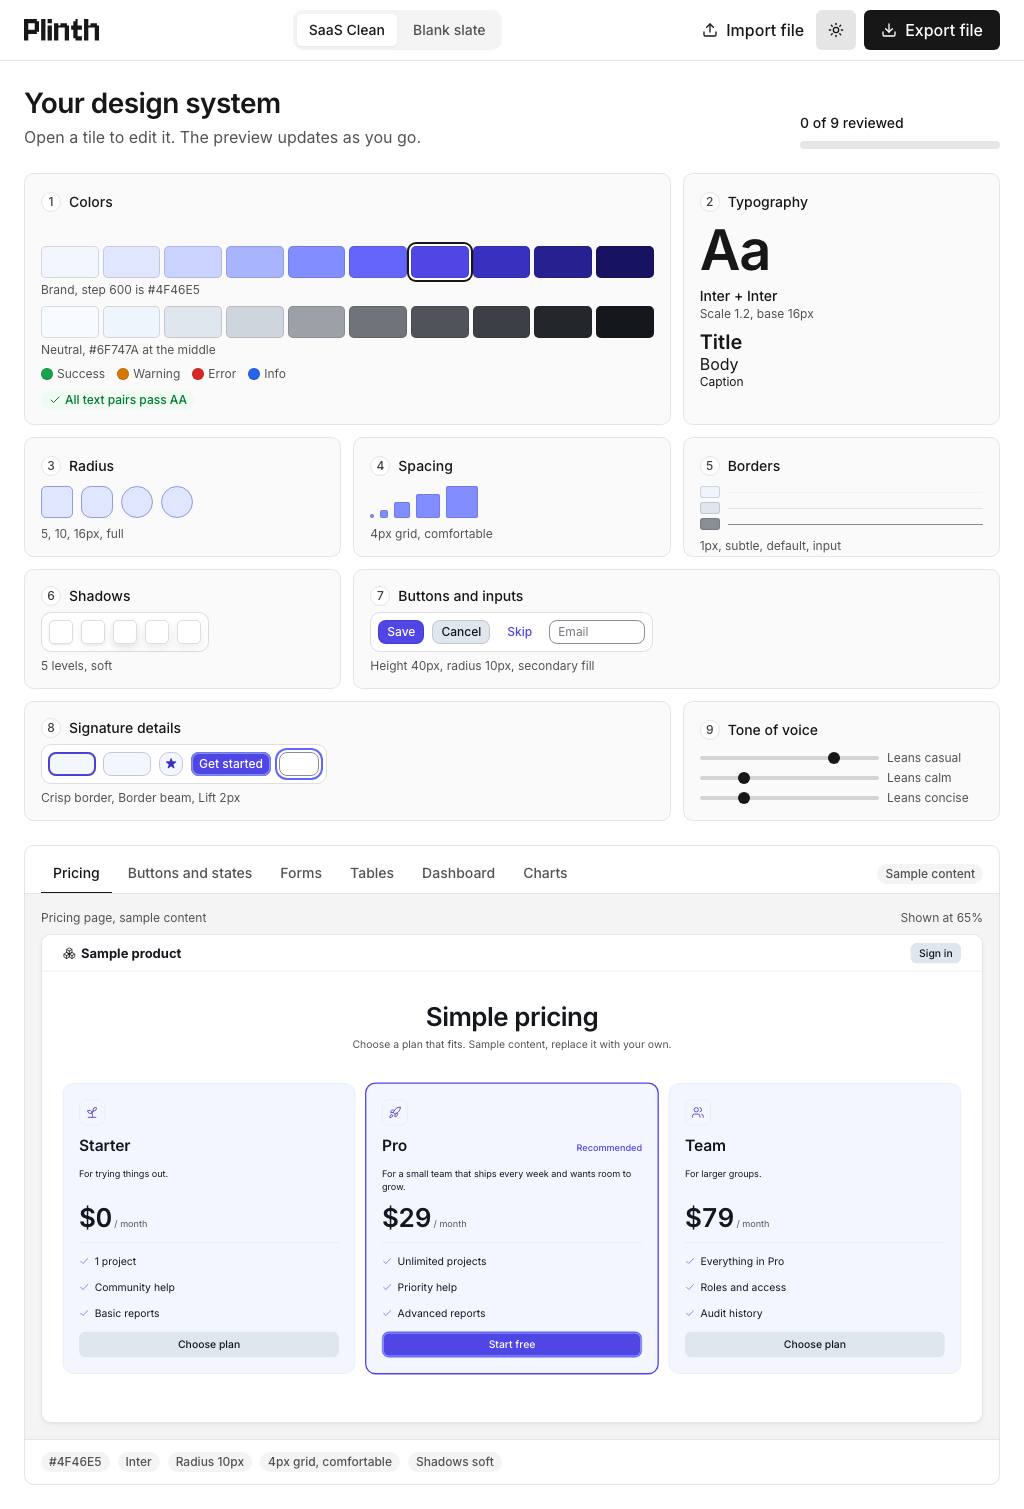 Plinth
SaaS Clean
Blank slate
Import file
Export file
Your design system
Open a tile to edit it. The preview updates as you go.
0 of 9 reviewed
1 Colors
Brand, step 600 is #4F46E5
Neutral, #6F747A at the middle
Success
Warning
Error
Info
All text pairs pass AA
2 Typography
Aa
Inter + Inter
Scale 1.2, base 16px
Title
Body
Caption
3 Radius
5, 10, 16px, full
4 Spacing
4px grid, comfortable
5 Borders
1px, subtle, default, input
6 Shadows
5 levels, soft
7 Buttons and inputs
Save
Cancel
Skip
Email
Height 40px, radius 10px, secondary fill
8 Signature details
Get started
Crisp border, Border beam, Lift 2px
9 Tone of voice
Leans casual
Leans calm
Leans concise
Pricing
Buttons and states
Forms
Tables
Dashboard
Charts
Sample content
Pricing page, sample content
Shown at 65%
Sample product
Sign in
Simple pricing
Choose a plan that fits. Sample content, replace it with your own.
Starter
For trying things out.
$0 / month
1 project
Community help
Basic reports
Choose plan
Pro
Recommended
For a small team that ships every week and wants room to
grow.
$29 / month
Unlimited projects
Priority help
Advanced reports
Start free
Team
For larger groups.
$79 / month
Everything in Pro
Roles and access
Audit history
Choose plan
#4F46E5
Inter
Radius 10px
4px grid, comfortable
Shadows soft